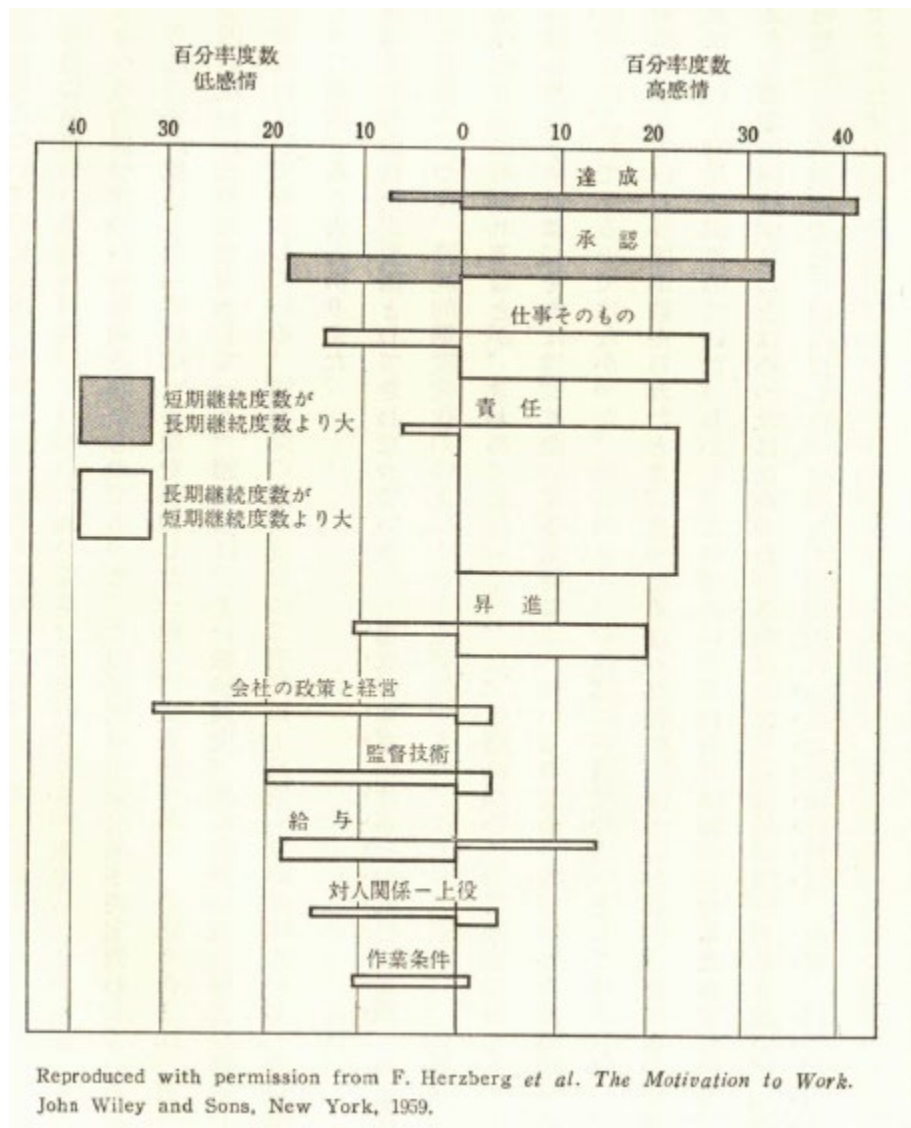 百分率度数
低感情
百分率度数
高感情
40 30 20 10 0 10 20 30 40
達 成
承 認
仕事そのもの
短期継続度数が
長期継続度数より大
責 任
長期継続度数が
短期継続度数より大
昇 進
会社の政策と経営
監督技術
給 与
対人関係－上役
作業条件
Reproduced with permission from F. Herzberg et al. The Motivation to Work.
John Wiley and Sons, New York, 1959.